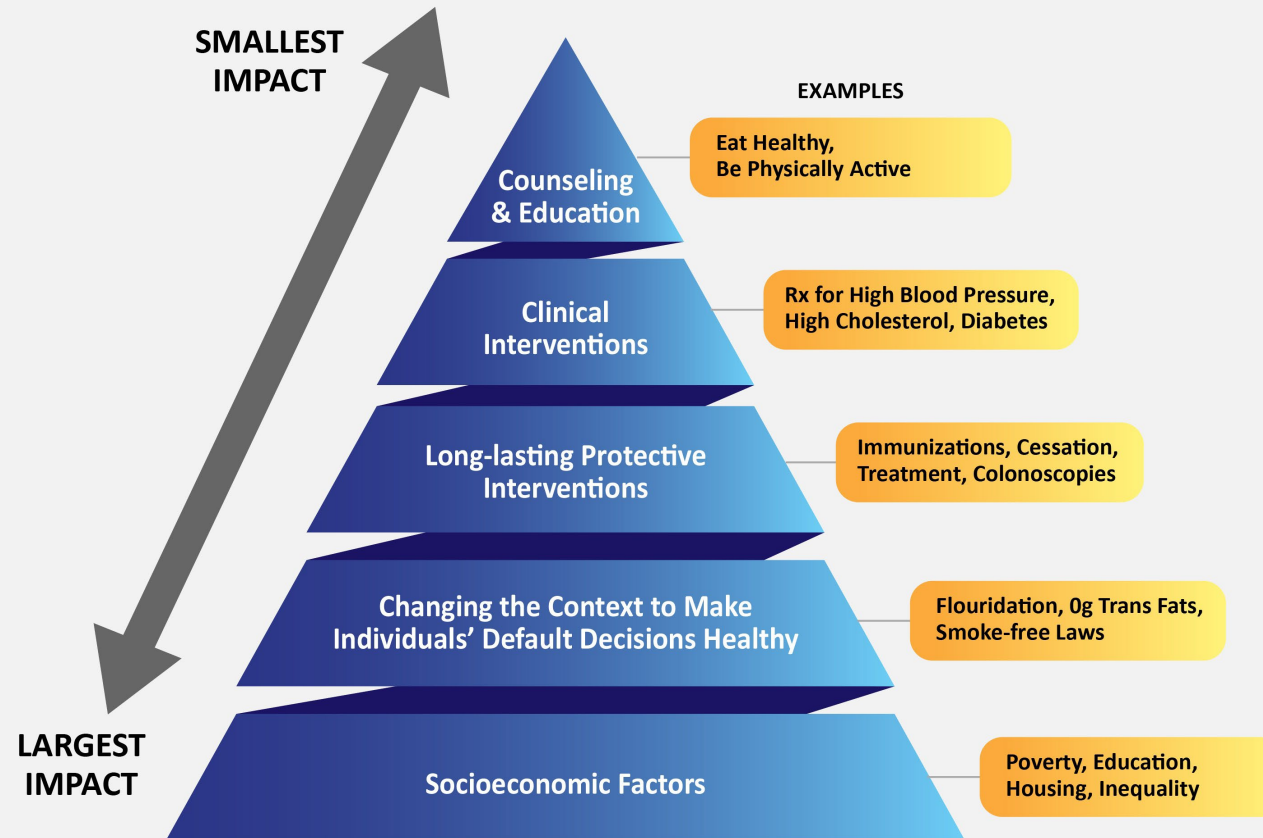 SMALLEST
IMPACT
EXAMPLES
Counseling
& Education
Eat Healthy,
Be Physically Active
Clinical
Interventions
Rx for High Blood Pressure,
High Cholesterol, Diabetes
Long-lasting Protective
Interventions
Immunizations, Cessation,
Treatment, Colonoscopies
Changing the Context to Make
Individuals’ Default Decisions Healthy
Flouridation, 0g Trans Fats,
Smoke-free Laws
LARGEST
IMPACT
Socioeconomic Factors
Poverty, Education,
Housing, Inequality